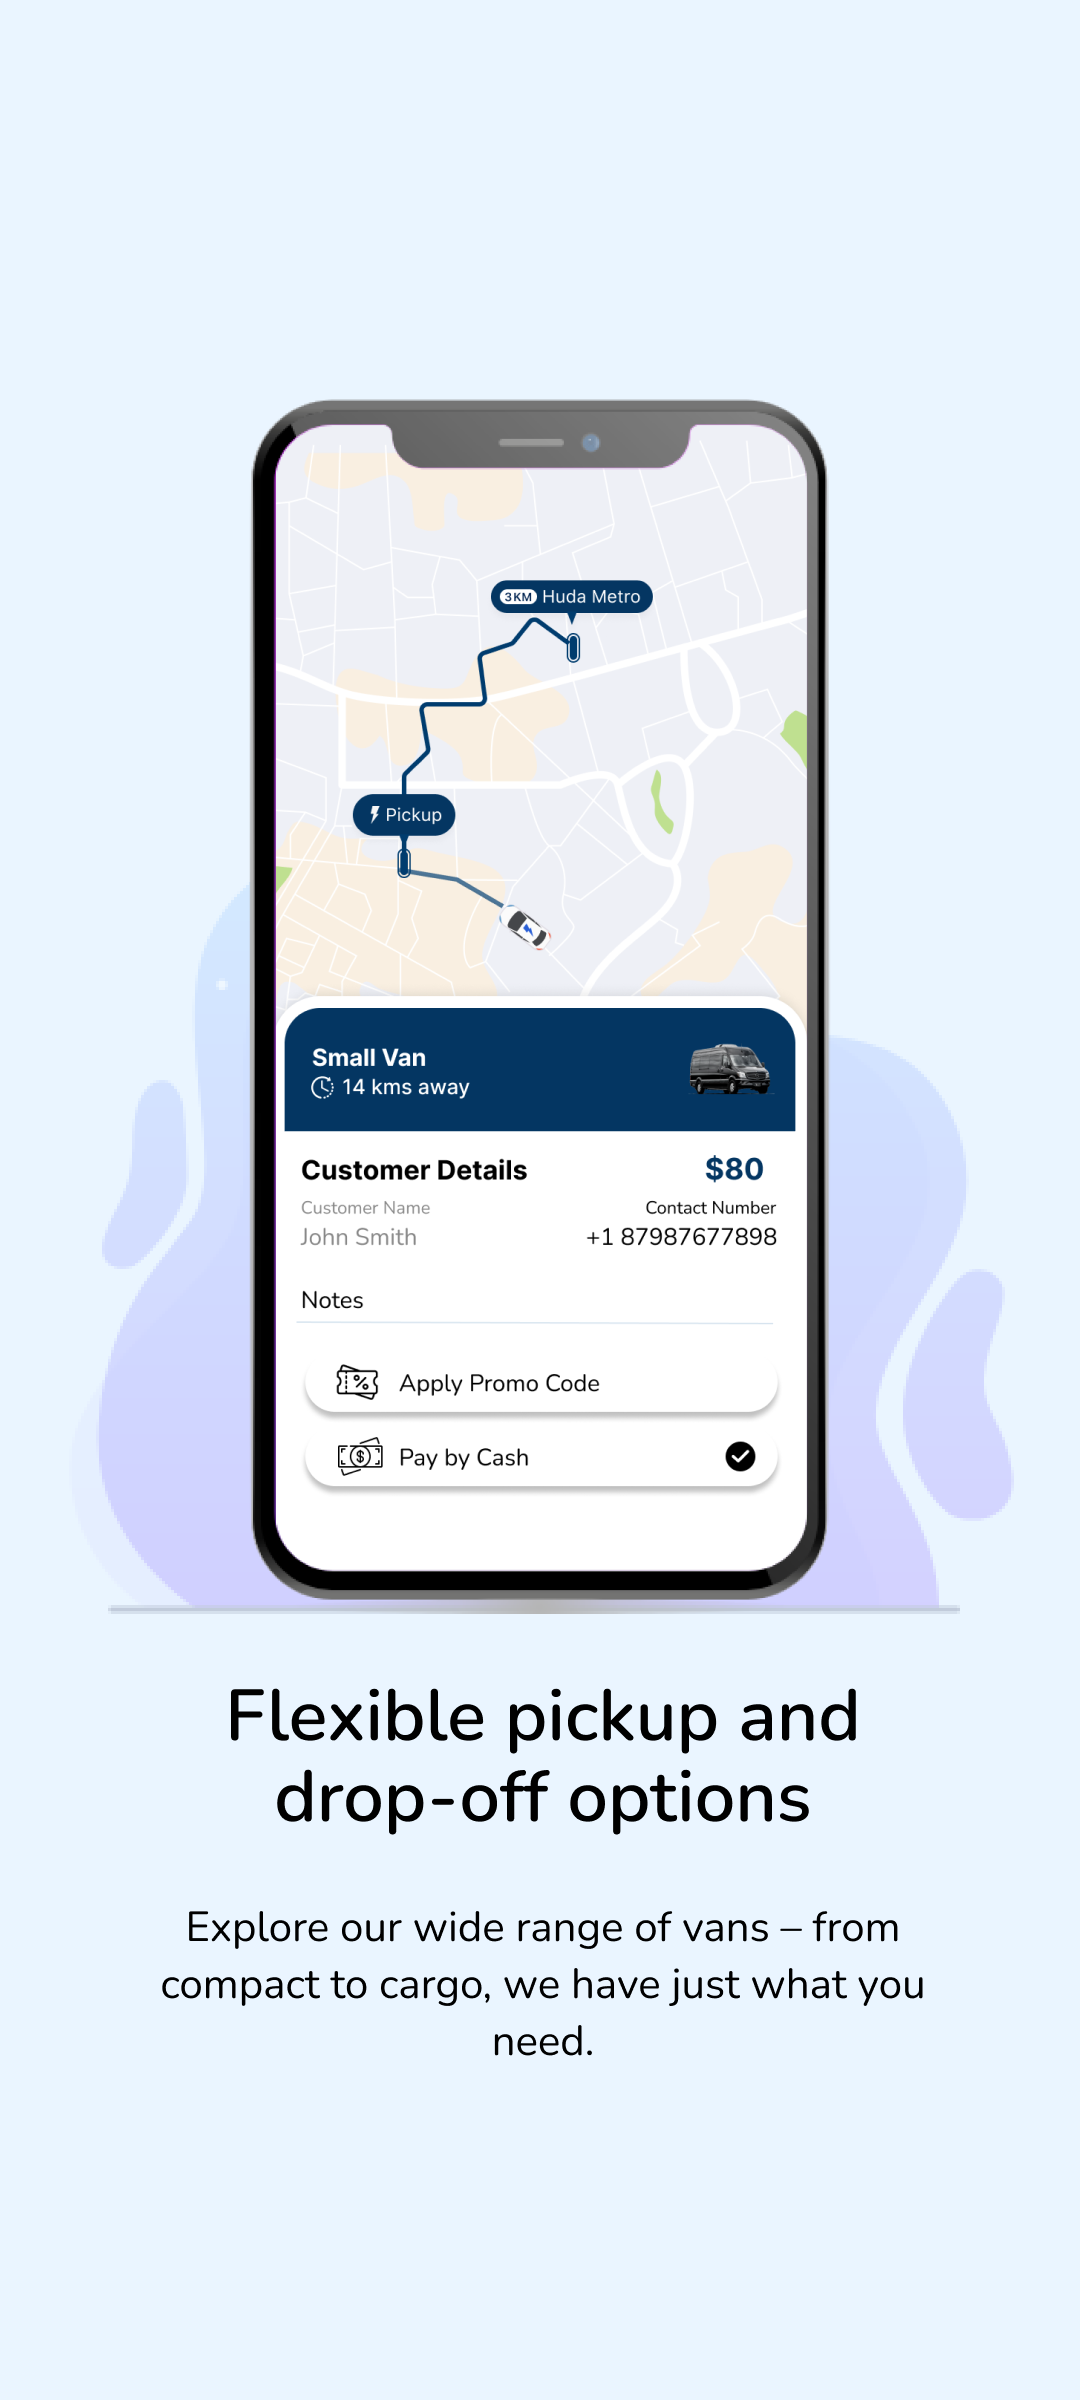 3KM Huda Metro
Pickup
Small Van
14 kms away
Customer Details
$80
Customer Name
Contact Number
John Smith
+1 87987677898
Notes
Apply Promo Code
Pay by Cash
Flexible pickup and
drop-off options
Explore our wide range of vans – from
compact to cargo, we have just what you
need.